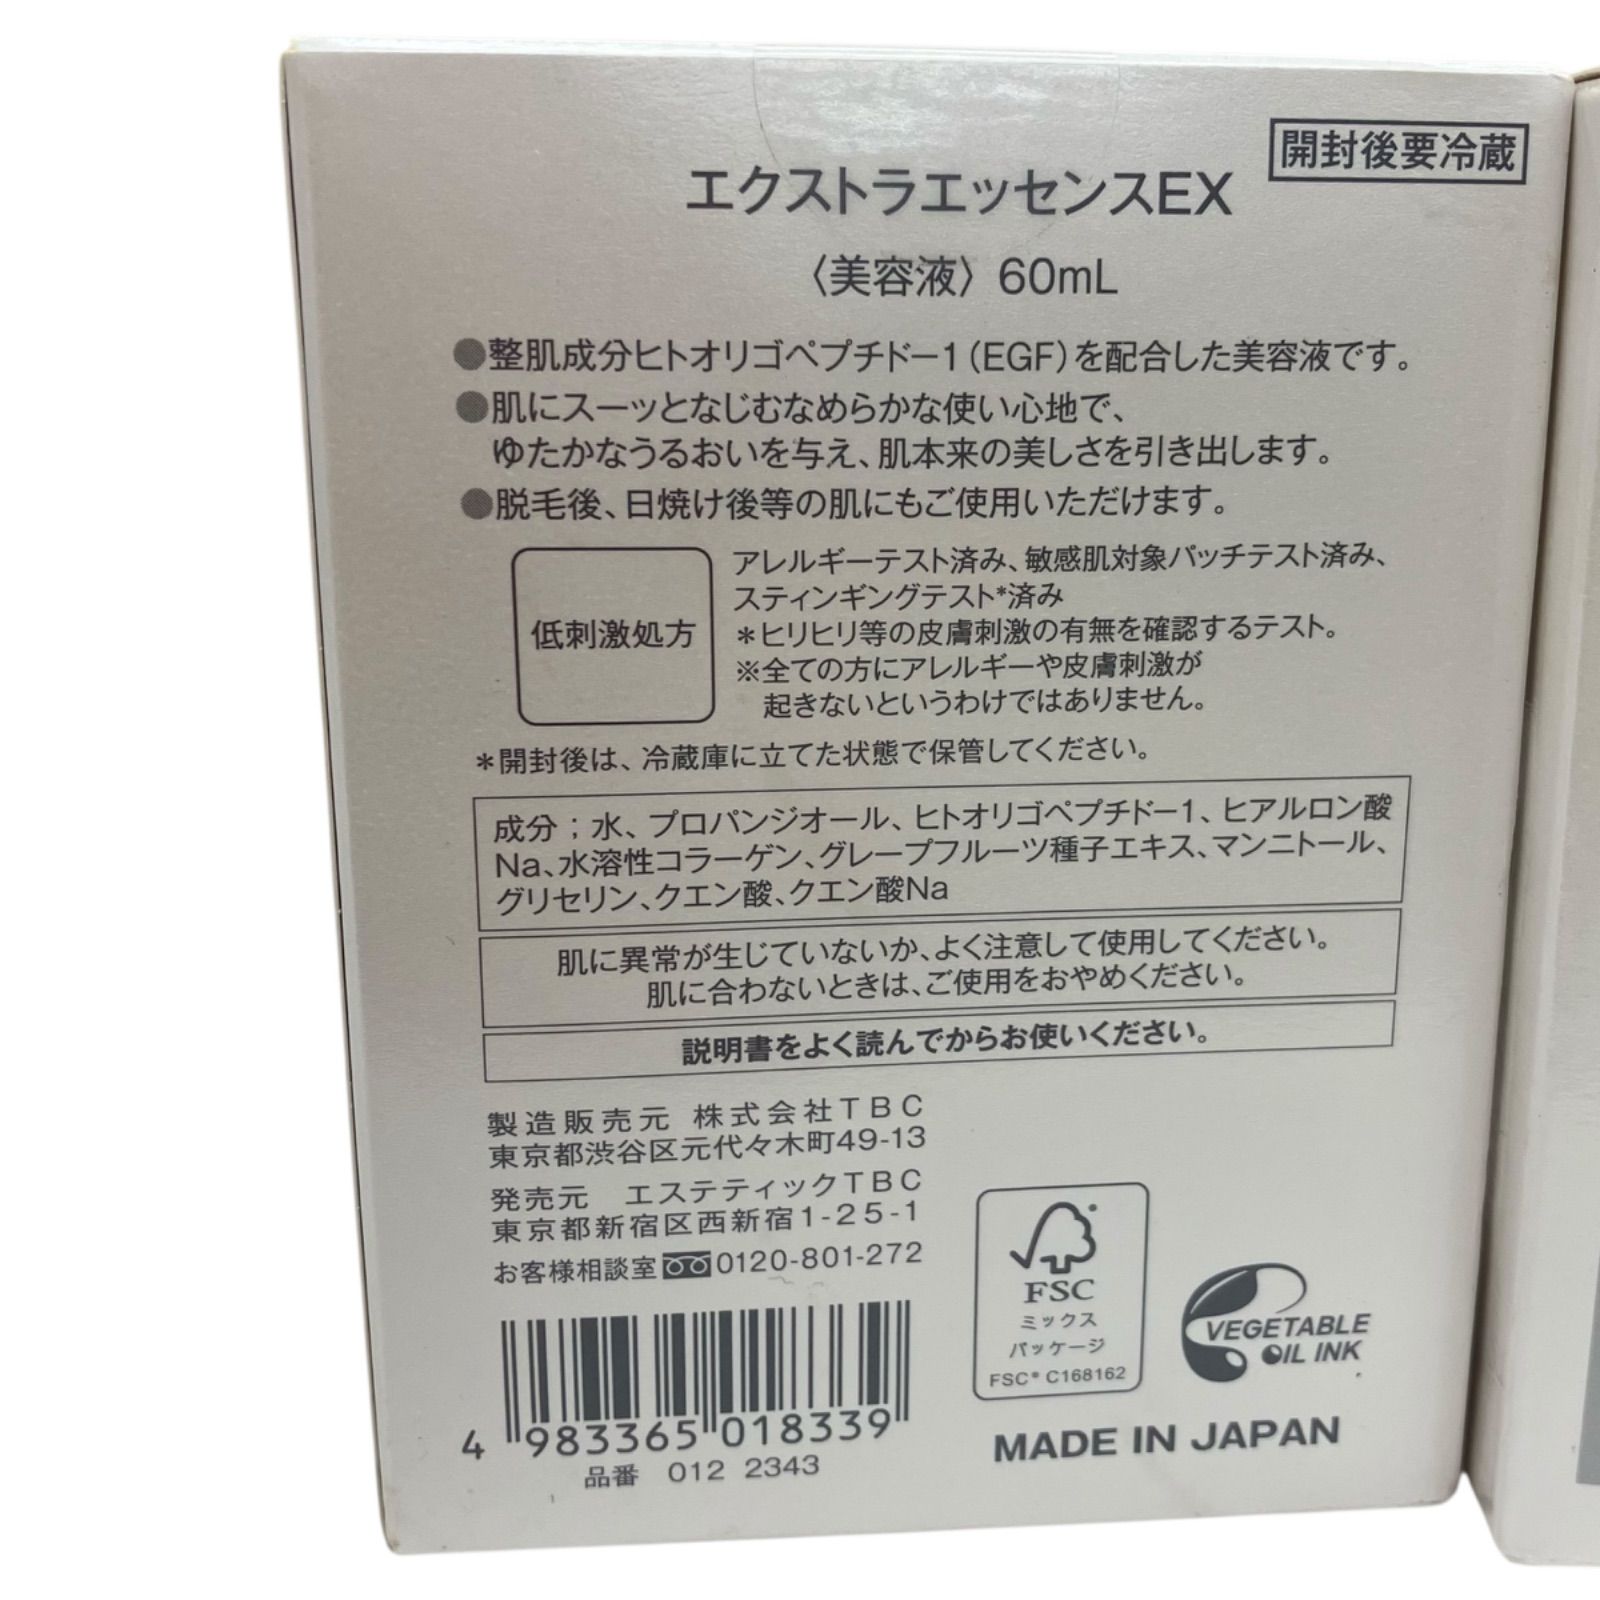 開封後要冷蔵
エクストラエッセンスEX
〈美容液〉60mL
●整肌成分ヒトオリゴペプチドー1(EGF)を配合した美容液です。
●肌にスーッとなじむなめらかな使い心地で、
ゆたかなうるおいを与え、肌本来の美しさを引き出します。
●脱毛後、日焼け後等の肌にもご使用いただけます。
低刺激処方
アレルギーテスト済み、敏感肌対象パッチテスト済み、
スティンギングテスト*済み
*ヒリヒリ等の皮膚刺激の有無を確認するテスト。
※全ての方にアレルギーや皮膚刺激が
起きないというわけではありません。
*開封後は、冷蔵庫に立てた状態で保管してください。
成分;水、プロパンジオール、ヒトオリゴペプチドー1、ヒアルロン酸
Na、水溶性コラーゲン、グレープフルーツ種子エキス、マンニトール、
グリセリン、クエン酸、クエン酸Na
肌に異常が生じていないか、よく注意して使用してください。
肌に合わないときは、ご使用をおやめください。
説明書をよく読んでからお使いください。
製造販売元 株式会社TBC
東京都渋谷区元代々木町49-13
発売元 エステティックTBC
東京都新宿区西新宿1-25-1
お客様相談室 0120-801-272
4 983365 018339
品番 012 2343
FSC
ミックス
パッケージ
FSC® C168162
VEGETABLE
OIL INK
MADE IN JAPAN